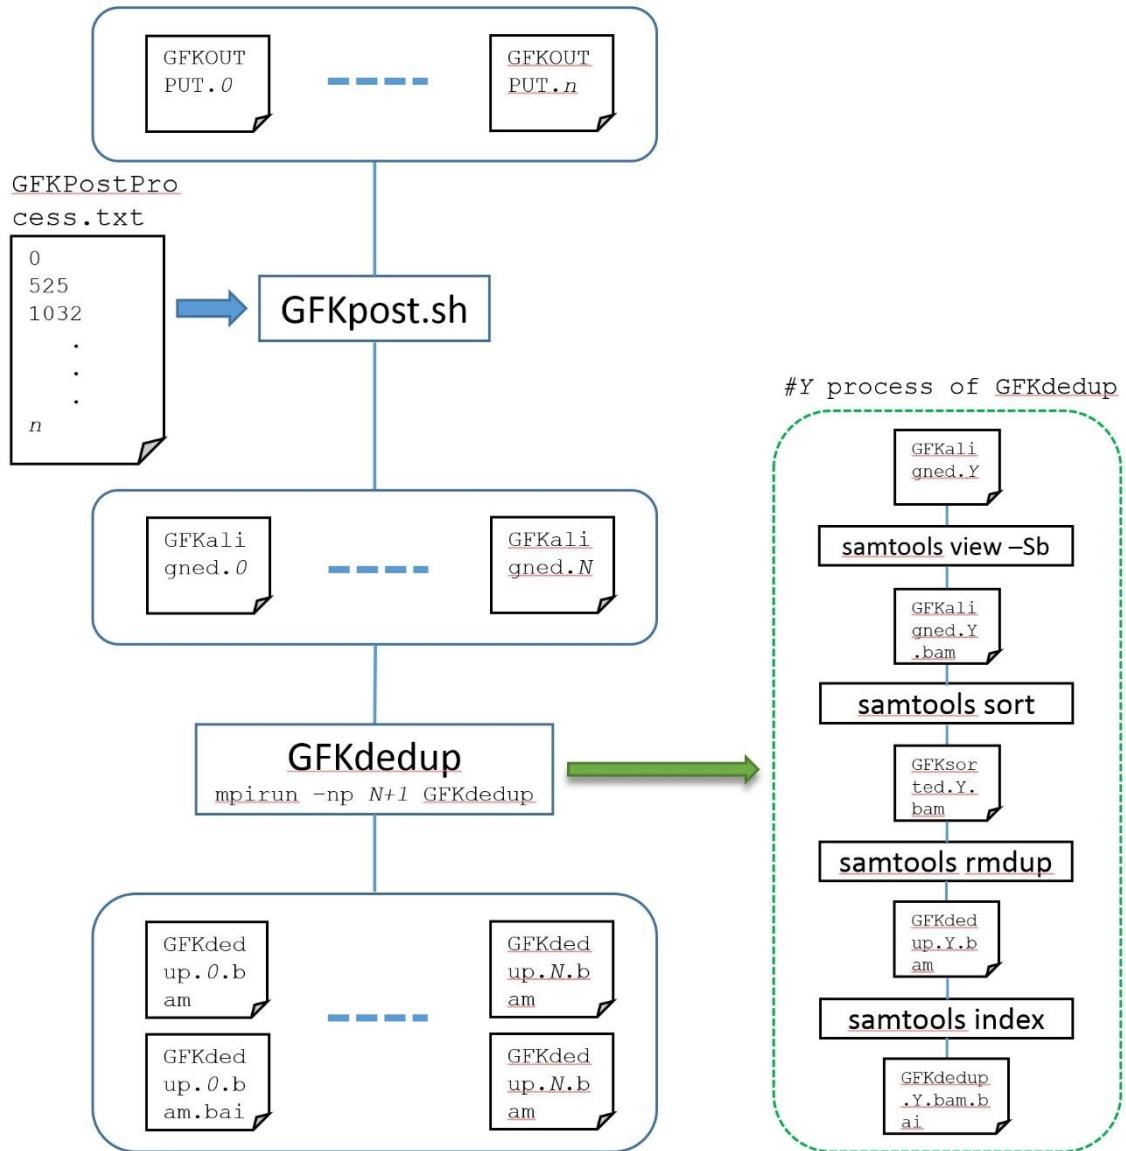 GFKOUT
PUT.0
GFKOUT
PUT.n
GFKPostPro
cess.txt
0
525
1032
.
.
.
n
GFKpost.sh
GFKali
gned.0
GFKali
gned.N
GFKdedup
mpirun –np N+1 GFKdedup
GFKded
up.0.b
am
GFKded
up.N.b
am
GFKded
up.0.b
am.bai
GFKded
up.N.b
am
#Y process of GFKdedup
GFKali
gned.Y
samtools view –Sb
GFKali
gned.Y
.bam
samtools sort
GFKsor
ted.Y.
bam
samtools rmdup
GFKded
up.Y.b
am
samtools index
GFKdedup
.Y.bam.b
ai